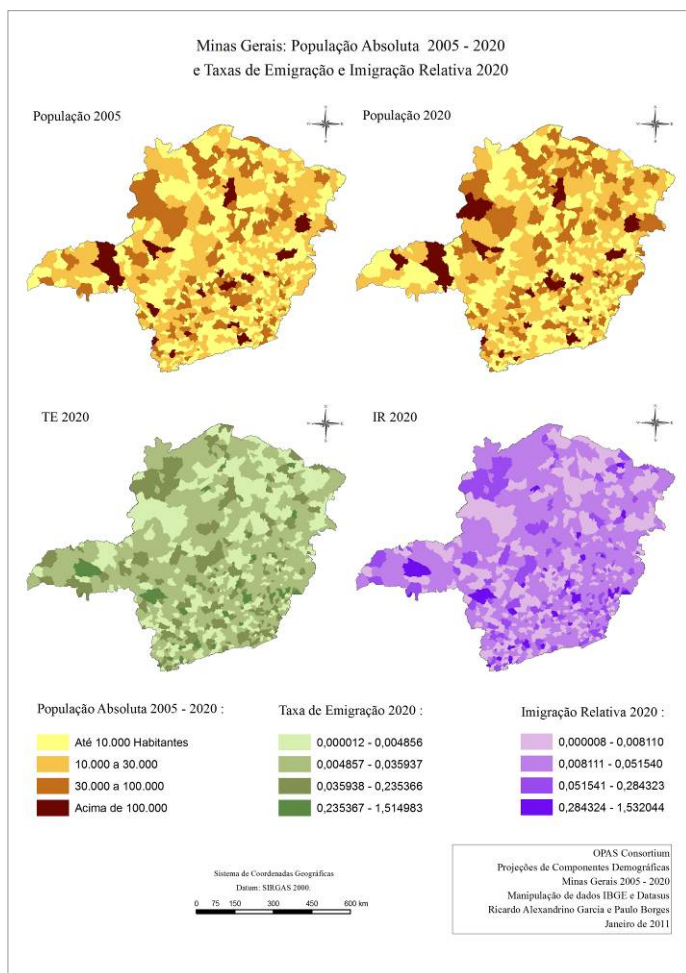 Minas Gerais: População Absoluta 2005 - 2020
e Taxas de Emigração e Imigração Relativa 2020
População 2005
População 2020
TE 2020
IR 2020
População Absoluta 2005 - 2020 :
Até 10.000 Habitantes
10.000 a 30.000
30.000 a 100.000
Acima de 100.000
Taxa de Emigração 2020 :
0,000012 - 0,004856
0,004857 - 0,035937
0,035938 - 0,235366
0,235367 - 1,514983
Imigração Relativa 2020 :
0,000008 - 0,008110
0,008111 - 0,051540
0,051541 - 0,284323
0,284324 - 1,532044
Sistema de Coordenadas Geográficas
Datum: SIRGAS 2000.
0 75 150 300 450 600 km
OPAS Consortium
Projeções de Componentes Demográficas
Minas Gerais 2005 - 2020
Manipulação de dados IBGE e Datasus
Ricardo Alexandrino Garcia e Paulo Borges
Janeiro de 2011